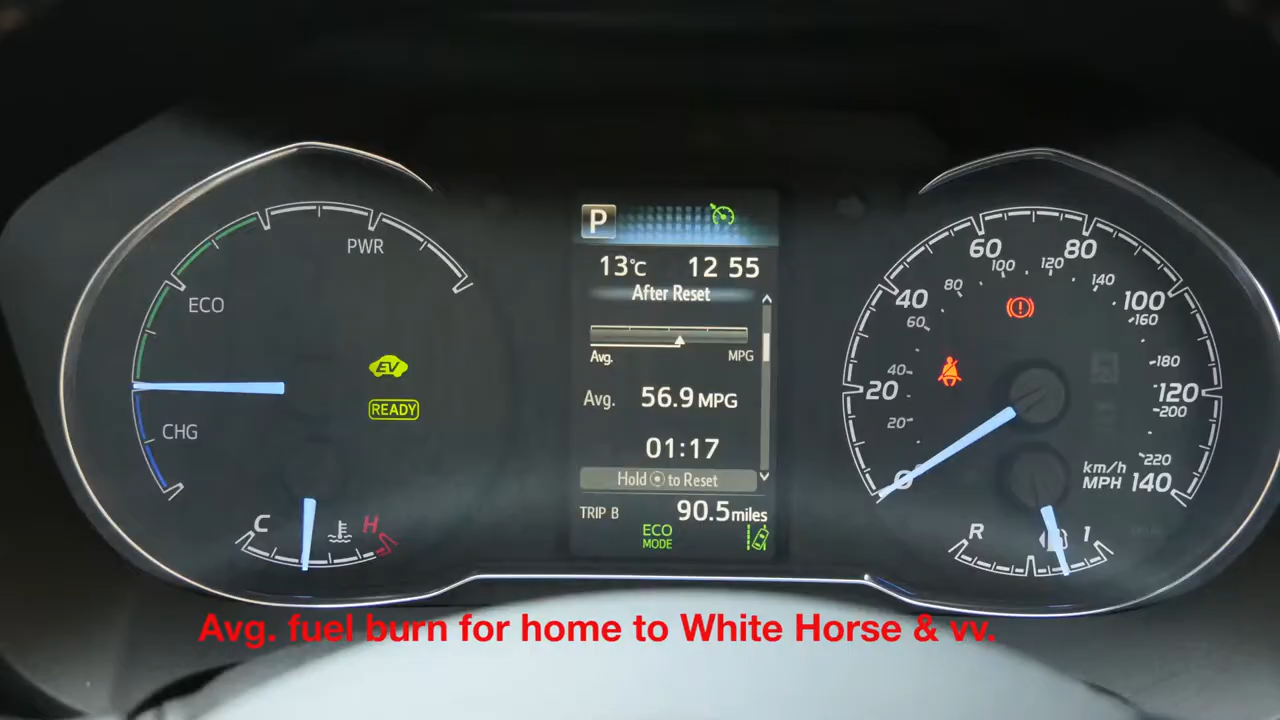 PWR
ECO
CHG
EV
READY
C
H
P
13°C 12 55
After Reset
Avg. MPG
Avg. 56.9 MPG
01:17
Hold to Reset
TRIP B 90.5 miles
ECO
MODE
0 20 40 60 80 100 120 140
20 40 60 80 100 120 140 160 180 200 220
km/h
MPH
R
1
Avg. fuel burn for home to White Horse & vv.